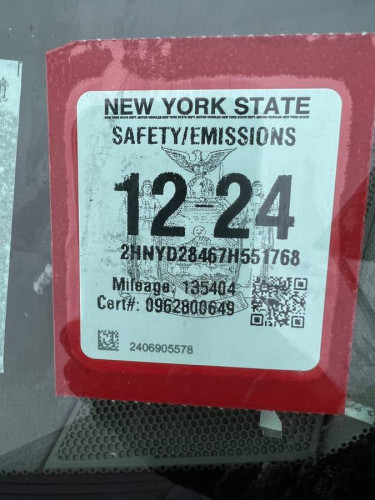 NEW YORK STATE
SAFETY/EMISSIONS
12 24
2HNYD28467H551768
Mileage: 135404
Cert#: 0962800649
2406905578